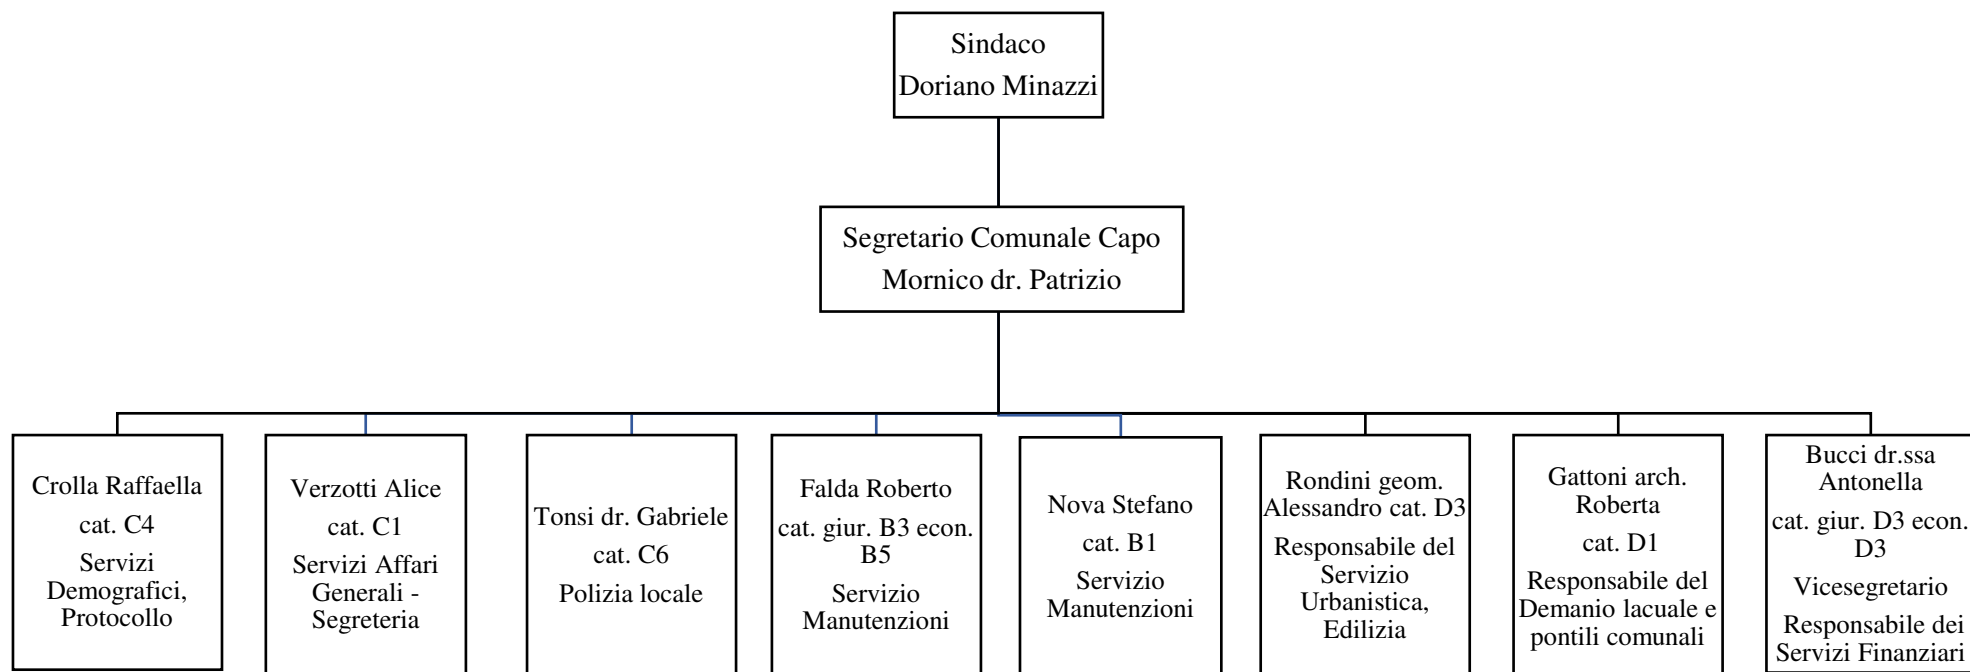 Sindaco
Doriano Minazzi
Segretario Comunale Capo
Mornico dr. Patrizio
Crolla Raffaella
cat. C4
Servizi
Demografici,
Protocollo
Verzotti Alice
cat. C1
Servizi Affari
Generali -
Segreteria
Tonsi dr. Gabriele
cat. C6
Polizia locale
Falda Roberto
cat. giur. B3 econ.
B5
Servizio
Manutenzioni
Nova Stefano
cat. B1
Servizio
Manutenzioni
Rondini geom.
Alessandro cat. D3
Responsabile del
Servizio
Urbanistica,
Edilizia
Gattoni arch.
Roberta
cat. D1
Responsabile del
Demanio lacuale e
pontili comunali
Bucci dr.ssa
Antonella
cat. giur. D3 econ.
D3
Vicesegretario
Responsabile dei
Servizi Finanziari